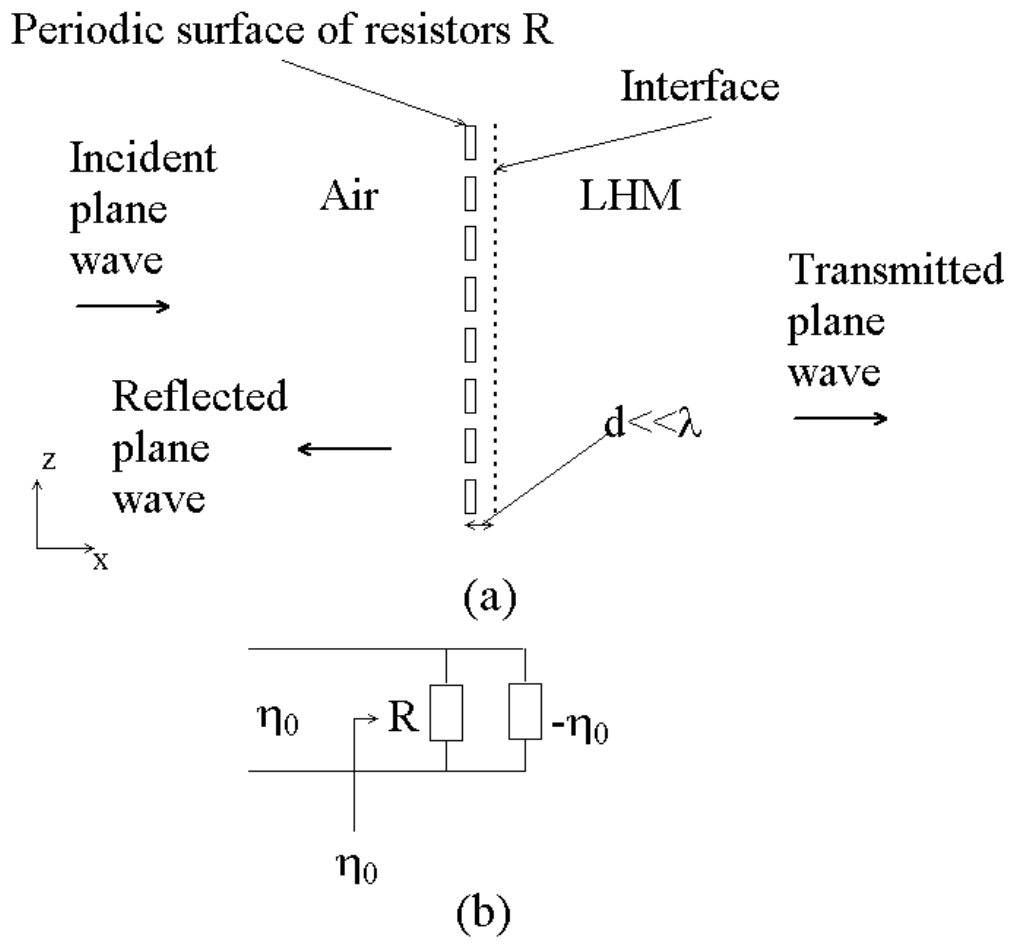 Periodic surface of resistors R
Interface
Incident
plane
wave
Air
LHM
Transmitted
plane
wave
Reflected
plane
wave
d<<λ
z
x
(a)
η0
R
-η0
η0
(b)